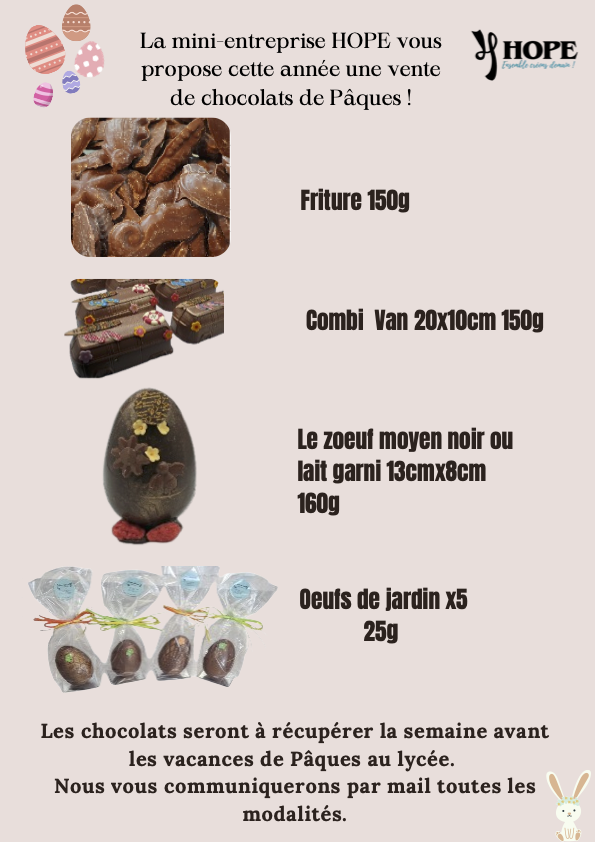 La mini-entreprise HOPE vous
propose cette année une vente
de chocolats de Pâques !
HOPE
Ensemble créons demain !
Friture 150g
Combi Van 20x10cm 150g
Le zoeuf moyen noir ou
lait garni 13cmx8cm
160g
Oeufs de jardin x5
25g
Les chocolats seront à récupérer la semaine avant
les vacances de Pâques au lycée.
Nous vous communiquerons par mail toutes les
modalités.